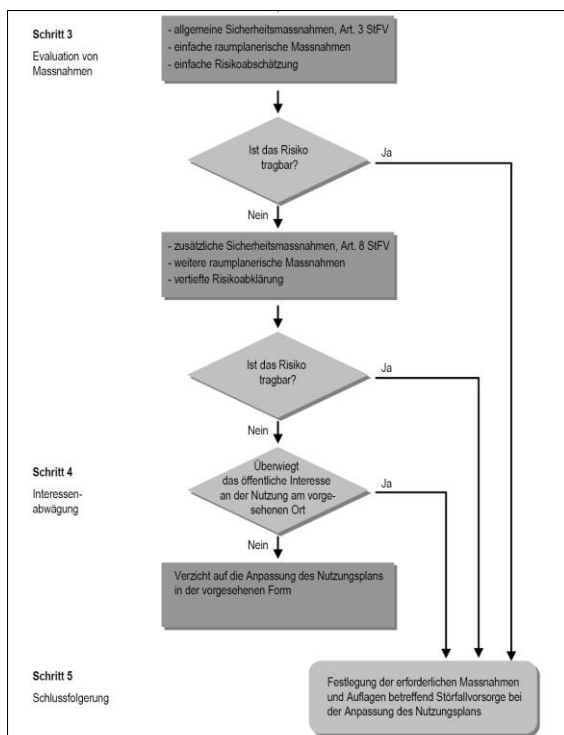 Schritt 3
Evaluation von
Massnahmen
- allgemeine Sicherheitsmassnahmen, Art. 3 StFV
- einfache raumplanerische Massnahmen
- einfache Risikoabschätzung
Ist das Risiko
tragbar?
Ja
Nein
- zusätzliche Sicherheitsmassnahmen, Art. 8 StFV
- weitere raumplanerische Massnahmen
- vertiefte Risikoabklärung
Ist das Risiko
tragbar?
Ja
Nein
Schritt 4
Interessen-
abwägung
Überwiegt
das öffentliche Interesse
an der Nutzung am vorge-
sehenen Ort
Ja
Nein
Verzicht auf die Anpassung des Nutzungsplans
in der vorgesehenen Form
Schritt 5
Schlussfolgerung
Festlegung der erforderlichen Massnahmen
und Auflagen betreffend Störfallvorsorge bei
der Anpassung des Nutzungsplans